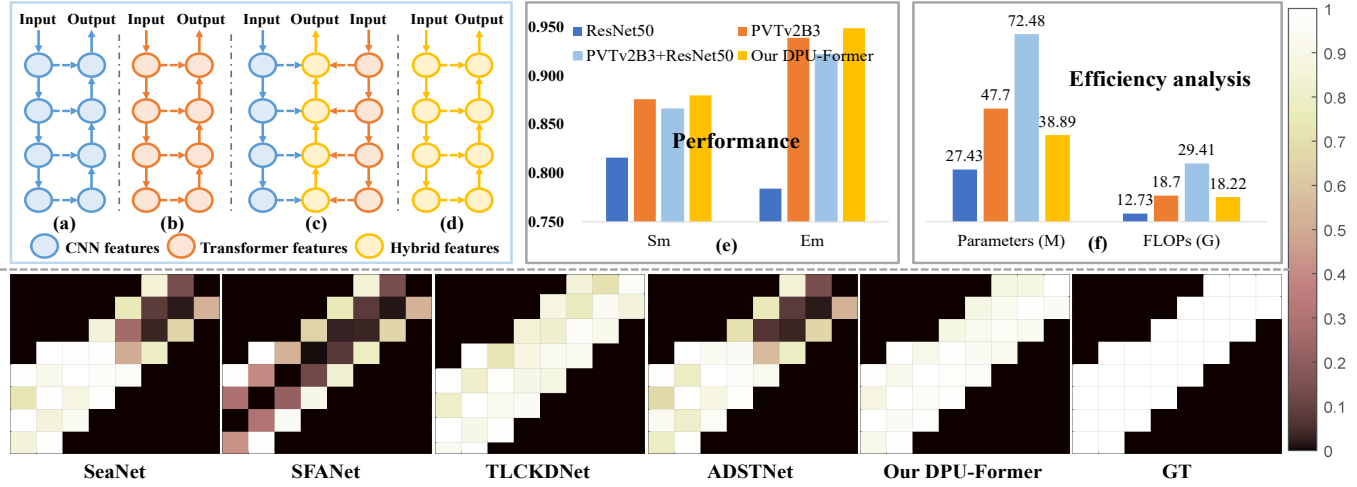 Input Output Input Output Input Output Input Input Output
(a) (b) (c) (d)
CNN features Transformer features Hybrid features
0.950
0.900
0.850
0.800
0.750
ResNet50 PVTv2B3
PVTv2B3+ResNet50 Our DPU-Former
Performance
Sm (e) Em
72.48
Efficiency analysis
47.7
38.89
27.43
29.41
12.73 18.7 18.22
Parameters (M) (f) FLOPs (G)
1
0.9
0.8
0.7
0.6
0.5
0.4
0.3
0.2
0.1
0
SeaNet SFANet TLCKDNet ADSTNet Our DPU-Former GT